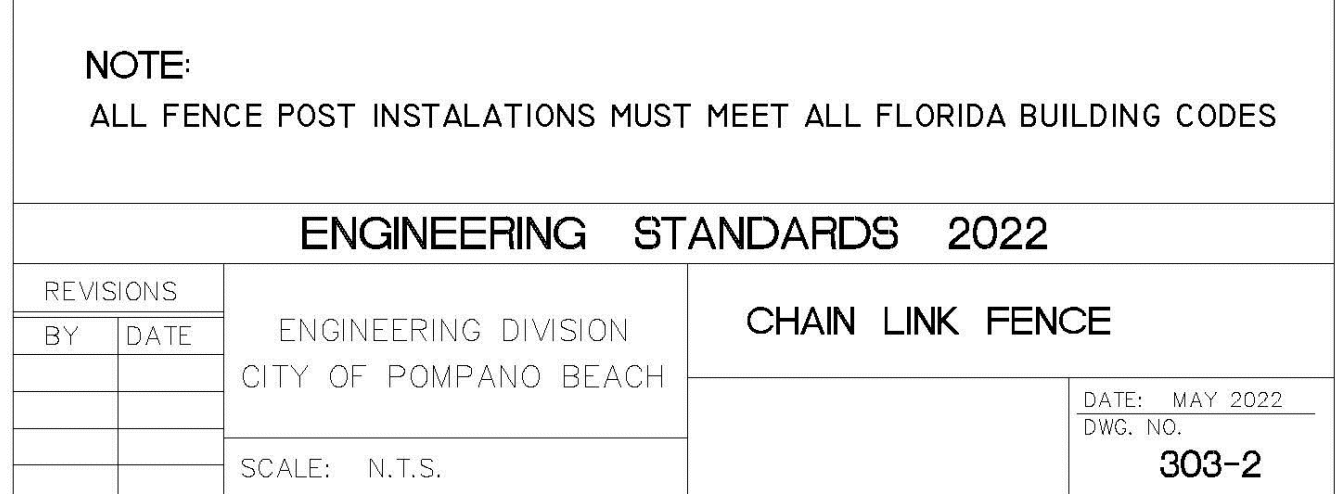 NOTE:
ALL FENCE POST INSTALATIONS MUST MEET ALL FLORIDA BUILDING CODES
ENGINEERING STANDARDS 2022
REVISIONS
BY DATE
ENGINEERING DIVISION
CITY OF POMPANO BEACH
SCALE: N.T.S.
CHAIN LINK FENCE
DATE: MAY 2022
DWG. NO.
303-2